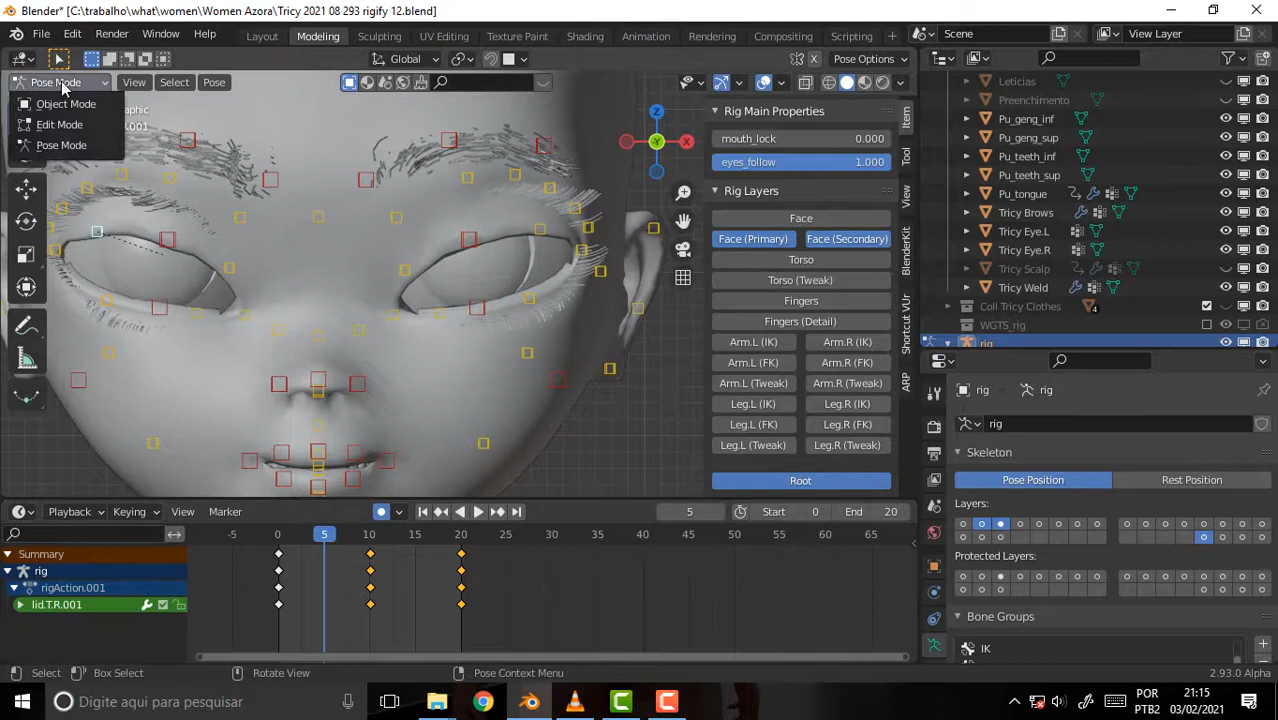 Blender* [C:\trabalho\what\women\Women Azora\Tricy 2021 08 293 rigify 12.blend]
File Edit Render Window Help Layout Modeling Sculpting UV Editing Texture Paint Shading Animation Rendering Compositing Scripting Scene View Layer
Global Pose Options
Pose Mode View Select Pose
Object Mode
Edit Mode
Pose Mode
Rig Main Properties
mouth_lock 0.000
eyes_follow 1.000
Rig Layers
Face
Face (Primary) Face (Secondary)
Torso
Torso (Tweak)
Fingers
Fingers (Detail)
Arm.L (IK) Arm.R (IK)
Arm.L (FK) Arm.R (FK)
Arm.L (Tweak) Arm.R (Tweak)
Leg.L (IK) Leg.R (IK)
Leg.L (FK) Leg.R (FK)
Leg.L (Tweak) Leg.R (Tweak)
Root
Item
Tool
View
BlenderKit
Shortcut VUr
ARP
Z
Y
X
Leticias
Preenchimento
Pu_geng_inf
Pu_geng_sup
Pu_teeth_inf
Pu_teeth_sup
Pu_tongue
Tricy Brows
Tricy Eye.L
Tricy Eye.R
Tricy Scalp
Tricy Weld
Coll Tricy Clothes 4
WGTS_rig
rig
rig rig
rig
Skeleton
Pose Position Rest Position
Layers:
Protected Layers:
Bone Groups
IK
Playback Keying View Marker 5 Start 0 End 20
-5 0 5 10 15 20 25 30 35 40 45 50 55 60 65
Summary
rig
rigAction.001
lid.T.R.001
Select Box Select Rotate View Pose Context Menu 2.93.0 Alpha
Digite aqui para pesquisar
POR
PTB2
21:15
03/02/2021